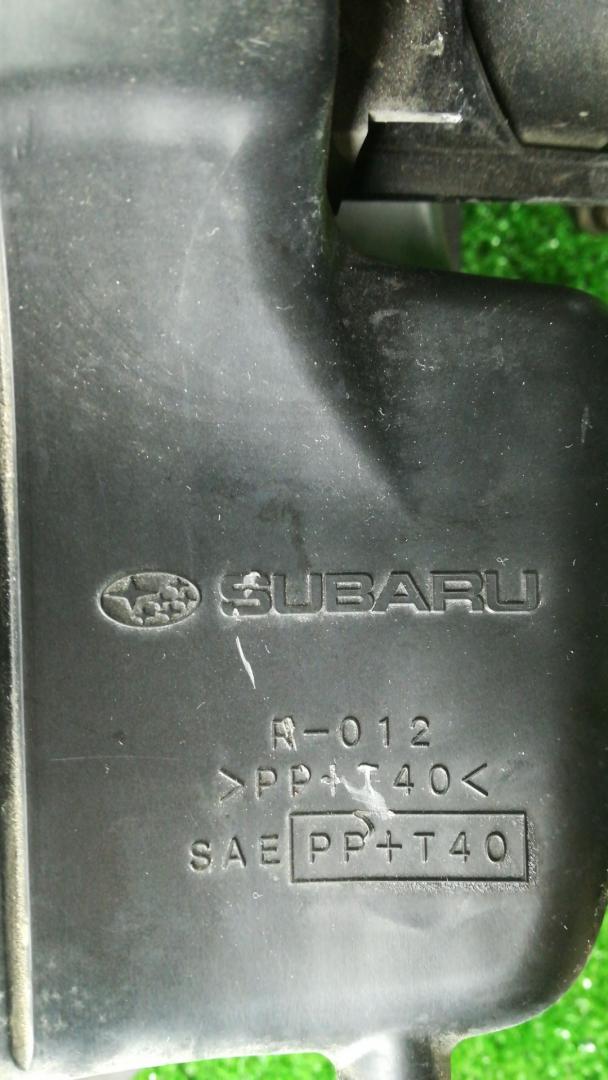 SUBARU
R-012
>PP+T40<
SAE PP+T40